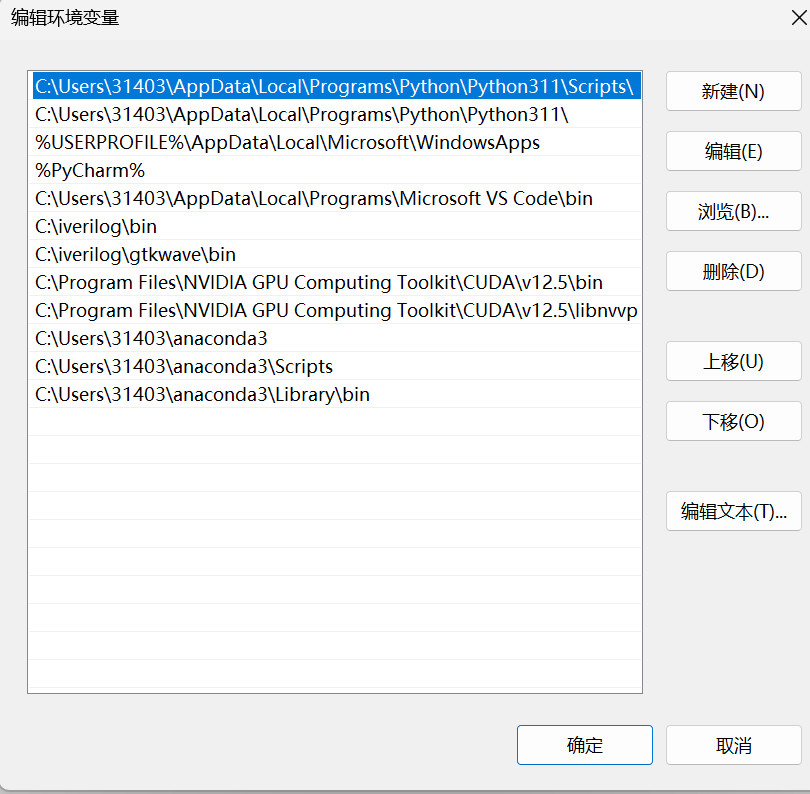 编辑环境变量
C:\Users\31403\AppData\Local\Programs\Python\Python311\Scripts\
C:\Users\31403\AppData\Local\Programs\Python\Python311\
%USERPROFILE%\AppData\Local\Microsoft\WindowsApps
%PyCharm%
C:\Users\31403\AppData\Local\Programs\Microsoft VS Code\bin
C:\iverilog\bin
C:\iverilog\gtkwave\bin
C:\Program Files\NVIDIA GPU Computing Toolkit\CUDA\v12.5\bin
C:\Program Files\NVIDIA GPU Computing Toolkit\CUDA\v12.5\libnvvp
C:\Users\31403\anaconda3
C:\Users\31403\anaconda3\Scripts
C:\Users\31403\anaconda3\Library\bin
新建(N)
编辑(E)
浏览(B)...
删除(D)
上移(U)
下移(O)
编辑文本(T)...
确定
取消